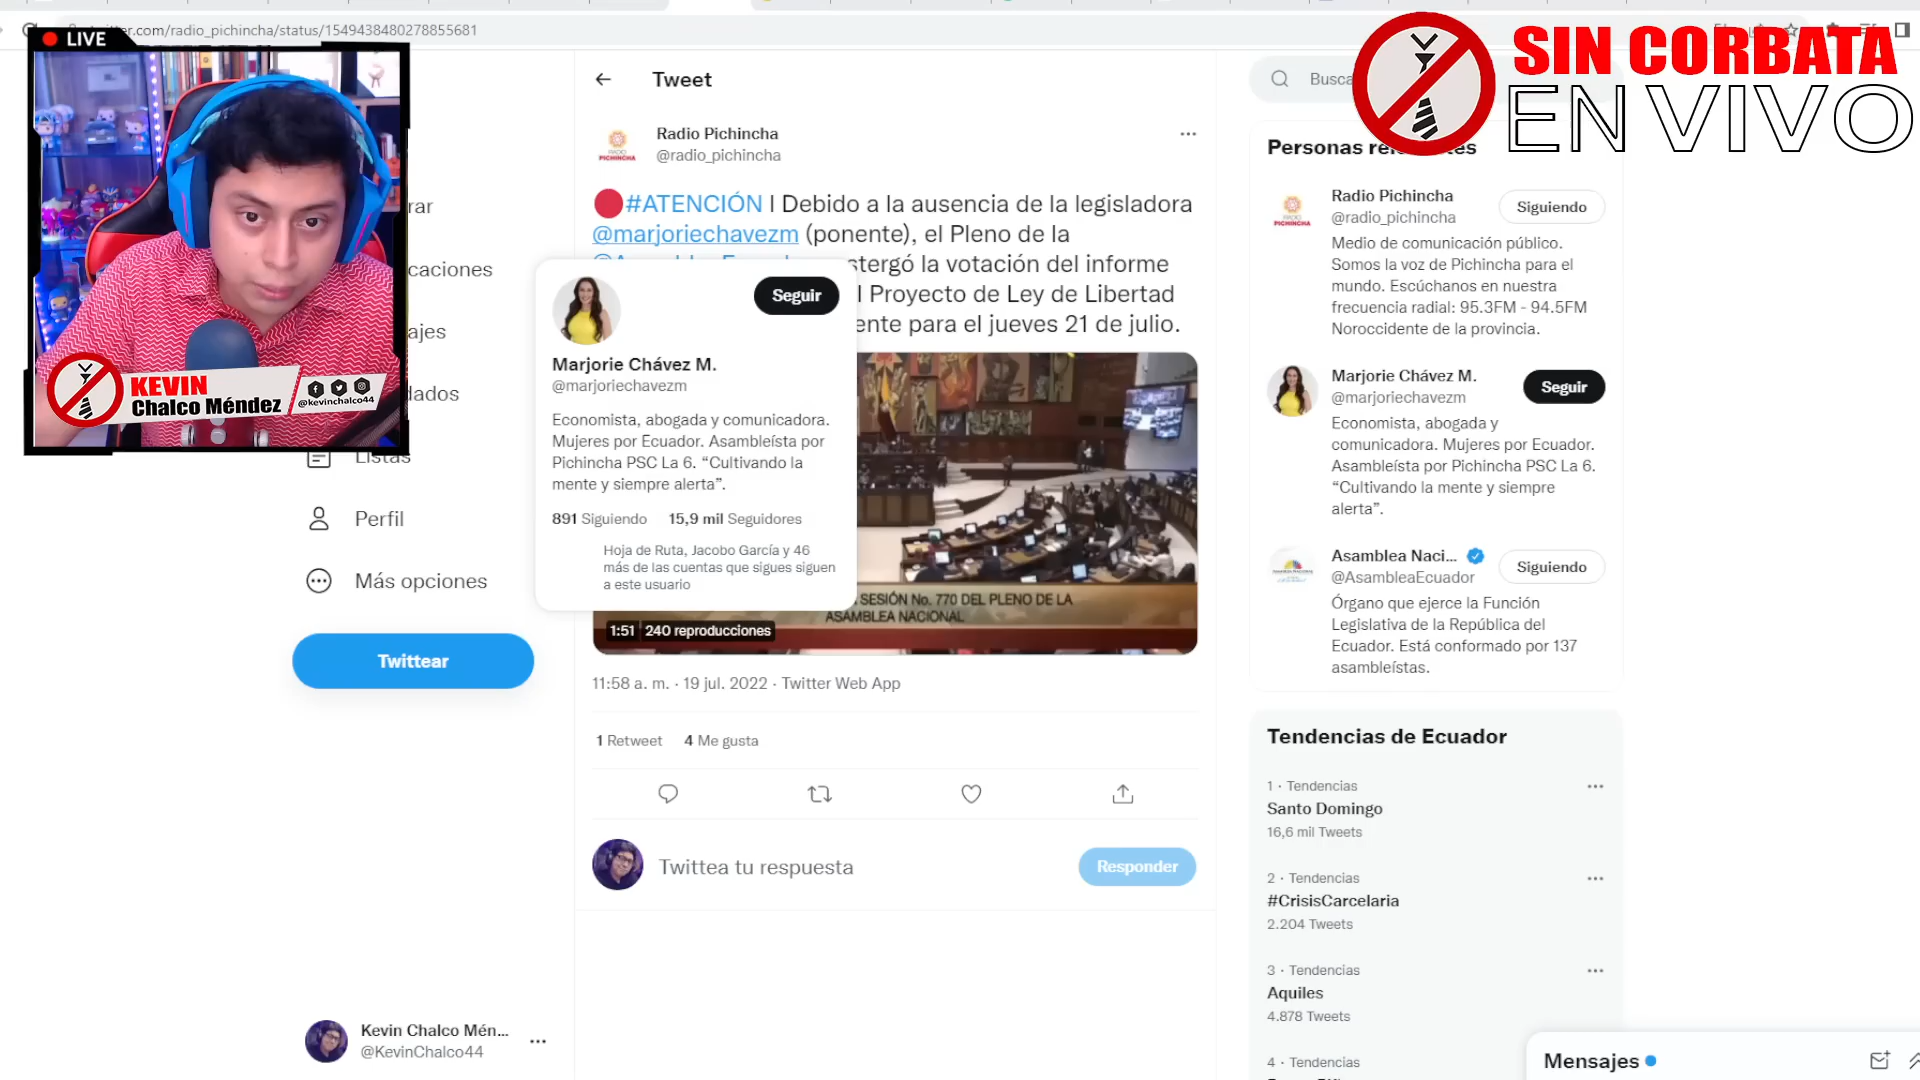 twitter.com/radio_pichincha/status/1549438480278855681
LIVE
SIN CORBATA
EN VIVO
KEVIN
Chalco Méndez
@kevinchalco44
Listas
Perfil
Más opciones
Twittear
Kevin Chalco Mén...
@KevinChalco44
Tweet
Radio Pichincha
@radio_pichincha
#ATENCIÓN | Debido a la ausencia de la legisladora
@marjoriechavezm (ponente), el Pleno de la
stergó la votación del informe
l Proyecto de Ley de Libertad
ente para el jueves 21 de julio.
Seguir
Marjorie Chávez M.
@marjoriechavezm
Economista, abogada y comunicadora.
Mujeres por Ecuador. Asambleísta por
Pichincha PSC La 6. “Cultivando la
mente y siempre alerta”.
891 Siguiendo 15,9 mil Seguidores
Hoja de Ruta, Jacobo García y 46
más de las cuentas que sigues siguen
a este usuario
SESIÓN No. 770 DEL PLENO DE LA
ASAMBLEA NACIONAL
1:51 240 reproducciones
11:58 a. m. · 19 jul. 2022 · Twitter Web App
1 Retweet 4 Me gusta
Twittea tu respuesta
Responder
Busca
Personas rel
tes
Radio Pichincha
@radio_pichincha
Siguiendo
Medio de comunicación público.
Somos la voz de Pichincha para el
mundo. Escúchanos en nuestra
frecuencia radial: 95.3FM - 94.5FM
Noroccidente de la provincia.
Marjorie Chávez M.
@marjoriechavezm
Seguir
Economista, abogada y
comunicadora. Mujeres por Ecuador.
Asambleísta por Pichincha PSC La 6.
“Cultivando la mente y siempre
alerta”.
Asamblea Naci...
@AsambleaEcuador
Siguiendo
Órgano que ejerce la Función
Legislativa de la República del
Ecuador. Está conformado por 137
asambleístas.
Tendencias de Ecuador
1 · Tendencias
Santo Domingo
16,6 mil Tweets
2 · Tendencias
#CrisisCarcelaria
2.204 Tweets
3 · Tendencias
Aquiles
4.878 Tweets
4 · Tendencias
Mensajes